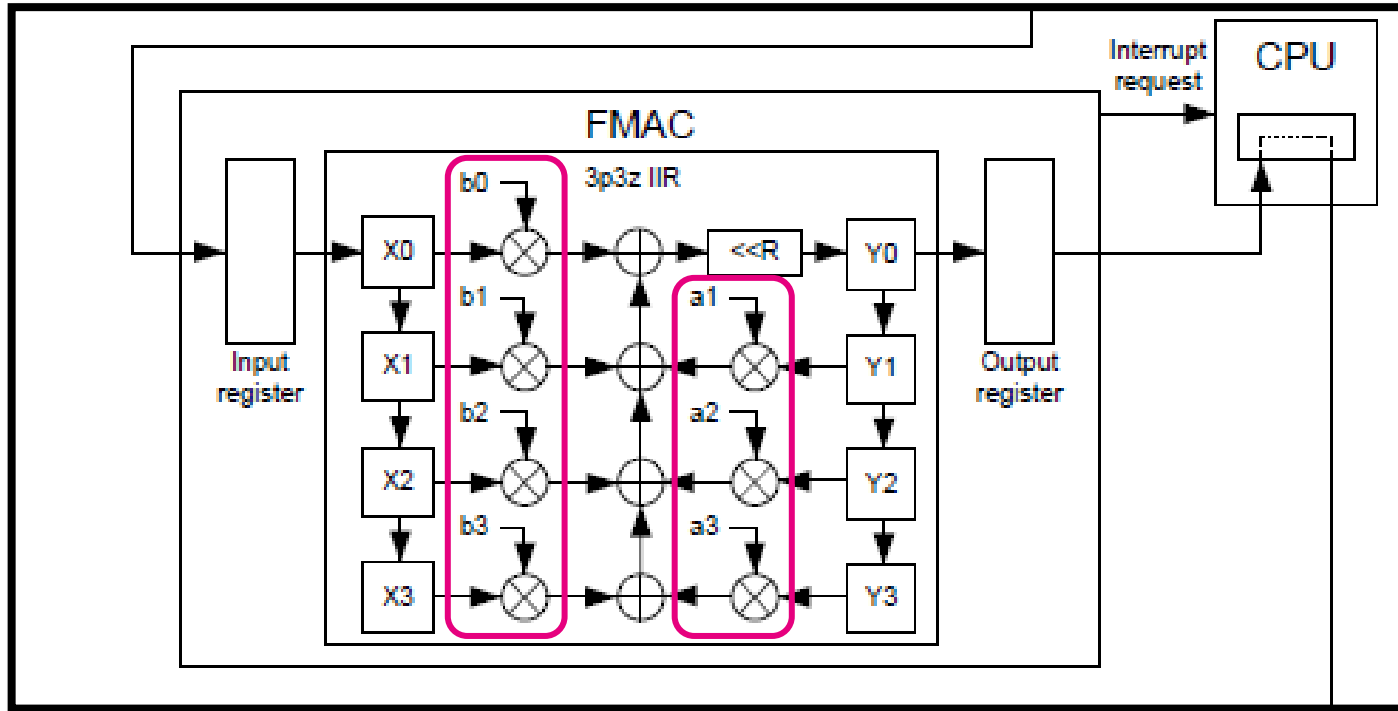 Interrupt
request
CPU
FMAC
3p3z IIR
b0
X0
<<R
Y0
b1
a1
Input
register
X1
Y1
Output
register
b2
a2
X2
Y2
b3
a3
X3
Y3